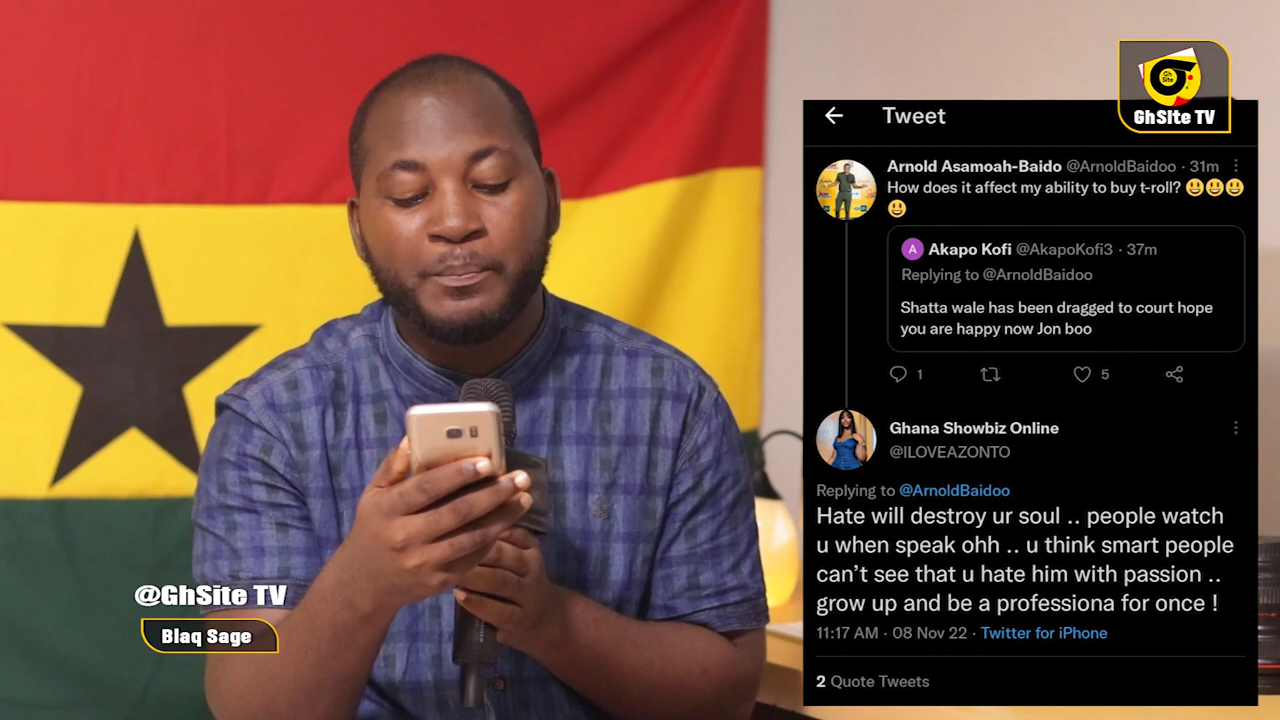 Gh
Site
GhSIte TV
Tweet
Arnold Asamoah-Baido @ArnoldBaidoo · 31m
How does it affect my ability to buy t-roll? 😃😃😃
😃
A
Akapo Kofi @AkapoKofi3 · 37m
Replying to @ArnoldBaidoo
Shatta wale has been dragged to court hope
you are happy now Jon boo
1
5
Ghana Showbiz Online
@ILOVEAZONTO
Replying to @ArnoldBaidoo
Hate will destroy ur soul .. people watch
u when speak ohh .. u think smart people
can’t see that u hate him with passion ..
grow up and be a professiona for once !
11:17 AM · 08 Nov 22 · Twitter for iPhone
2 Quote Tweets
@GhSite TV
Blaq Sage